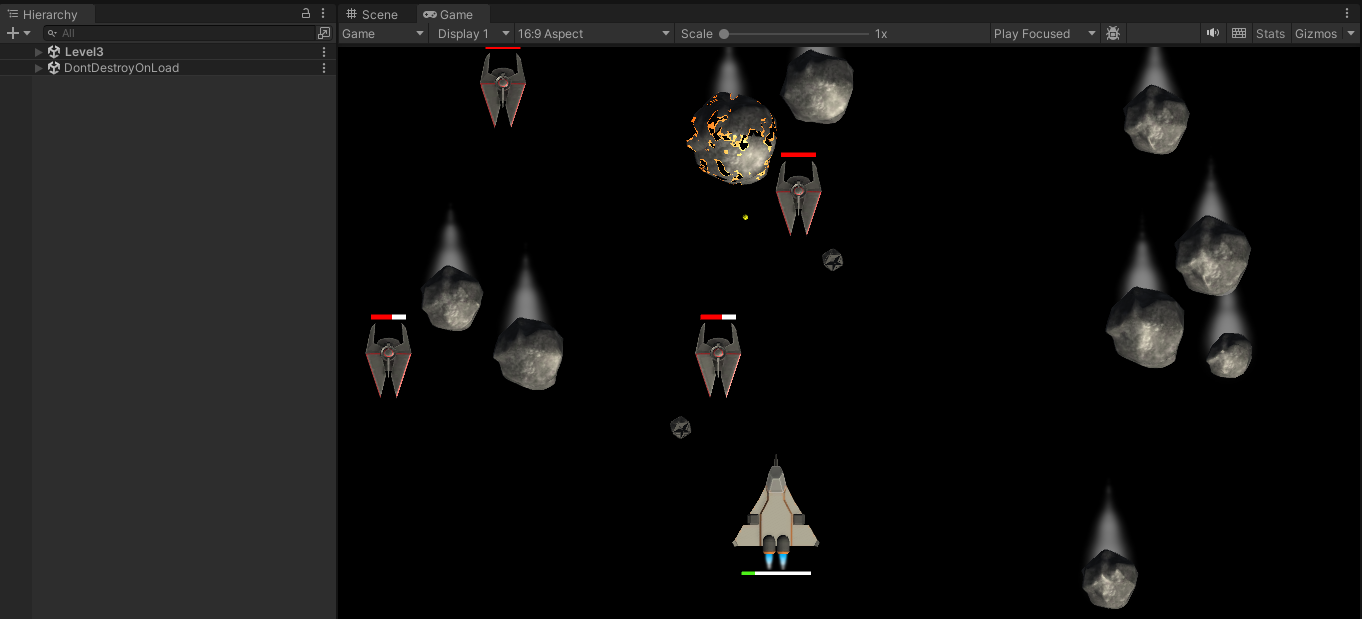 Hierarchy
All
Level3
DontDestroyOnLoad
Scene Game
Game Display 1 16:9 Aspect Scale 1x Play Focused Stats Gizmos